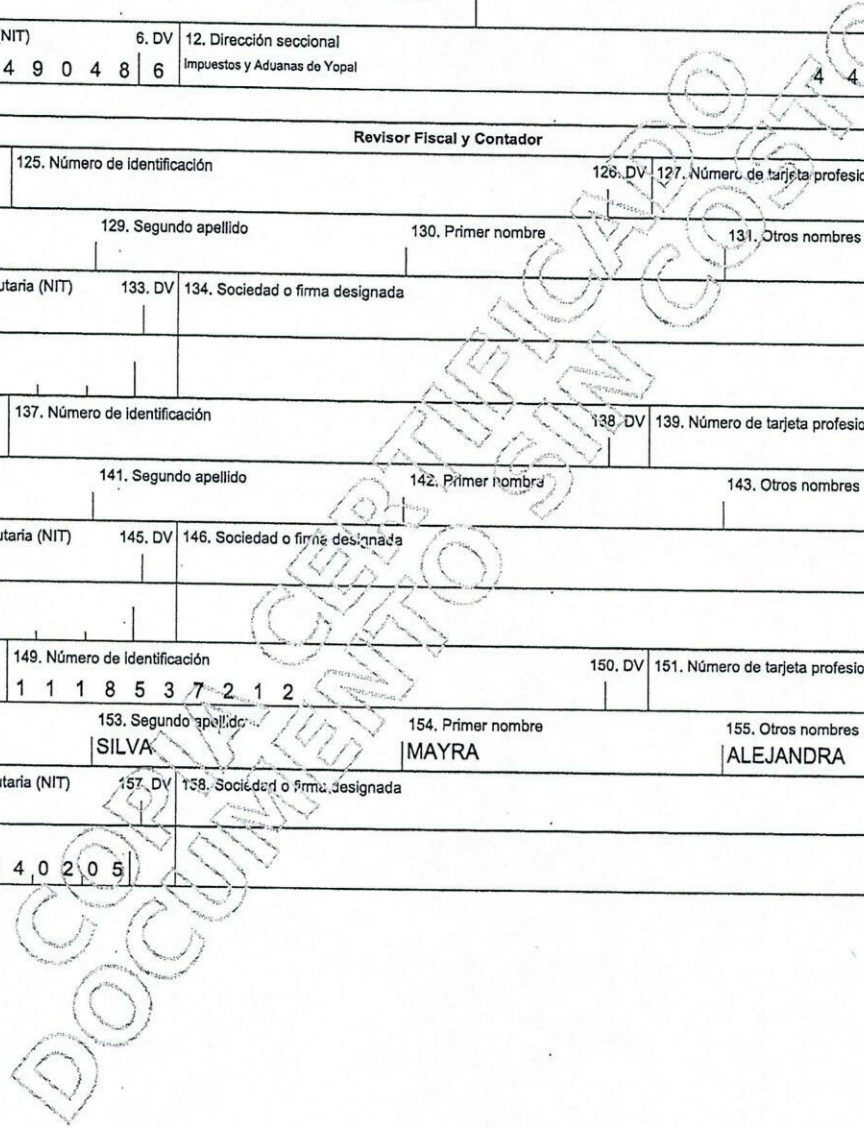 (NIT) 6. DV 12. Dirección seccional
4 9 0 4 8 6 Impuestos y Aduanas de Yopal 4 4
Revisor Fiscal y Contador
125. Número de identificación 126. DV 127. Número de tarjeta profesio
129. Segundo apellido 130. Primer nombre 131. Otros nombres
utaria (NIT) 133. DV 134. Sociedad o firma designada
137. Número de identificación 138. DV 139. Número de tarjeta profesio
141. Segundo apellido 142. Primer nombre 143. Otros nombres
utaria (NIT) 145. DV 146. Sociedad o firma designada
149. Número de identificación 150. DV 151. Número de tarjeta profesio
1 1 1 8 5 3 7 2 1 2
153. Segundo apellido 154. Primer nombre 155. Otros nombres
SILVA MAYRA ALEJANDRA
utaria (NIT) 157. DV 158. Sociedad o firma designada
4 0 2 0 5
COPIA CERTIFICADO
DOCUMENTO SIN COSTO